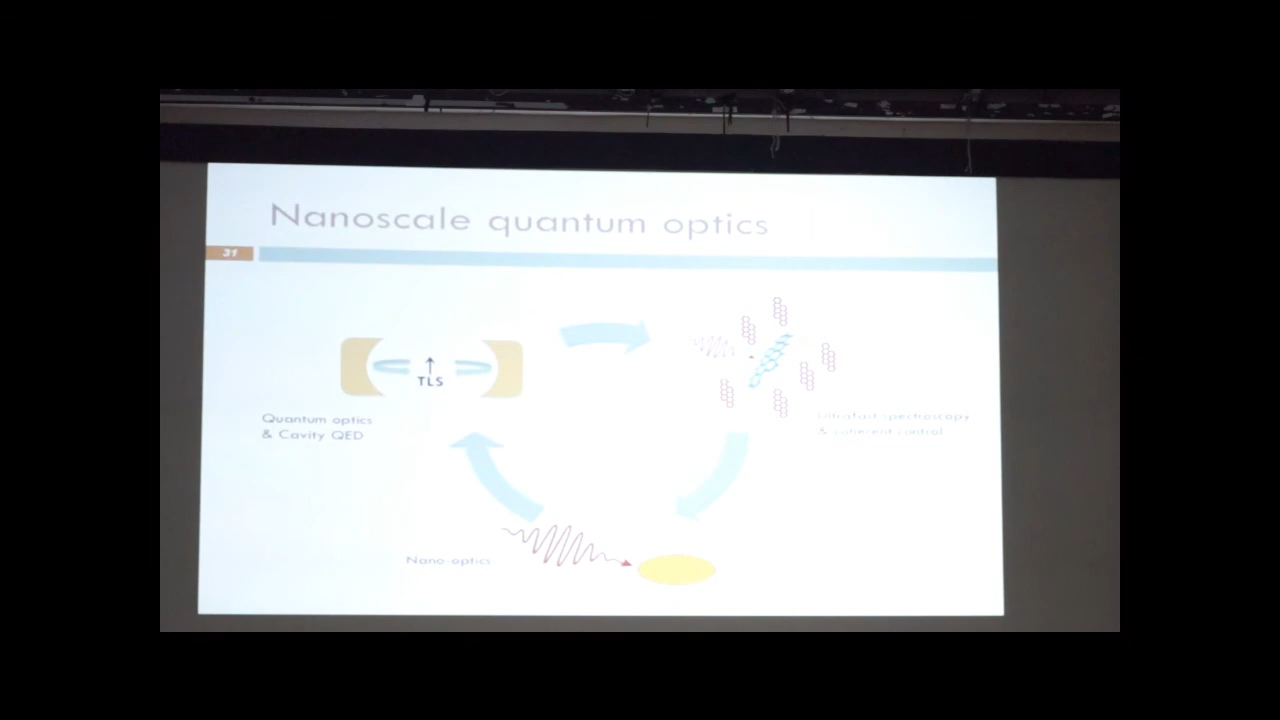 Nanoscale quantum optics
31
TLS
Quantum optics
& Cavity QED
Ultrafast spectroscopy
& coherent control
Nano-optics